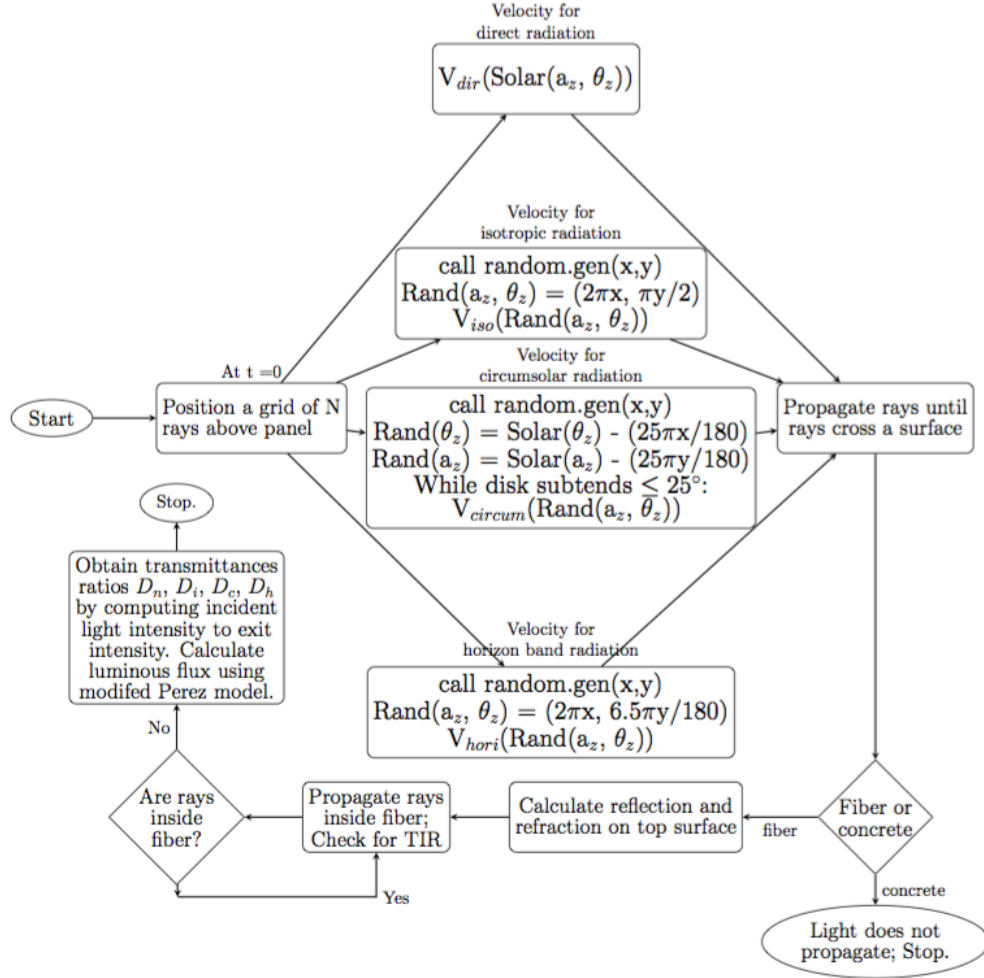 Velocity for
direct radiation
V_dir(Solar(a_z, θ_z))
Velocity for
isotropic radiation
call random.gen(x,y)
Rand(a_z, θ_z) = (2πx, πy/2)
V_iso(Rand(a_z, θ_z))
Velocity for
circumsolar radiation
call random.gen(x,y)
Rand(θ_z) = Solar(θ_z) - (25πx/180)
Rand(a_z) = Solar(a_z) - (25πy/180)
While disk subtends ≤ 25°:
V_circum(Rand(a_z, θ_z))
At t =0
Start
Position a grid of N
rays above panel
Propagate rays until
rays cross a surface
Velocity for
horizon band radiation
call random.gen(x,y)
Rand(a_z, θ_z) = (2πx, 6.5πy/180)
V_hori(Rand(a_z, θ_z))
Stop.
Obtain transmittances
ratios D_n, D_i, D_c, D_h
by computing incident
light intensity to exit
intensity. Calculate
luminous flux using
modifed Perez model.
No
Are rays
inside
fiber?
Yes
Propagate rays
inside fiber;
Check for TIR
Calculate reflection and
refraction on top surface
fiber
Fiber or
concrete
concrete
Light does not
propagate; Stop.